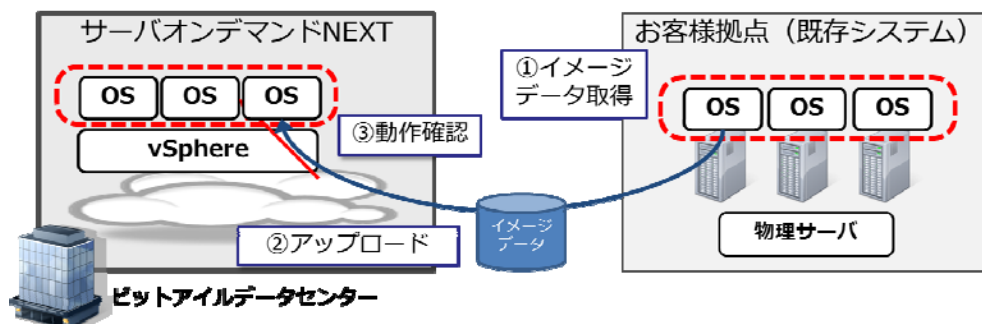 サーバオンデマンドNEXT
OS OS OS
vSphere
③動作確認
②アップロード
ビットアイルデータセンター
①イメージ
データ取得
イメージ
データ
お客様拠点（既存システム）
OS OS OS
物理サーバ